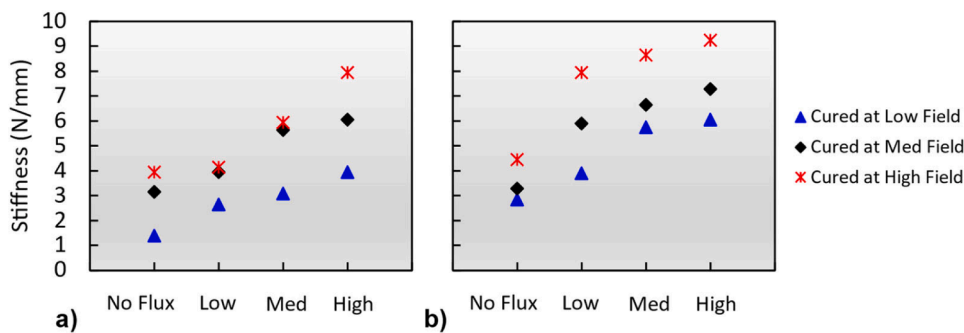 Stiffness (N/mm)
10
9
8
7
6
5
4
3
2
1
0
No Flux Low Med High
a)
No Flux Low Med High
b)
Cured at Low Field
Cured at Med Field
Cured at High Field